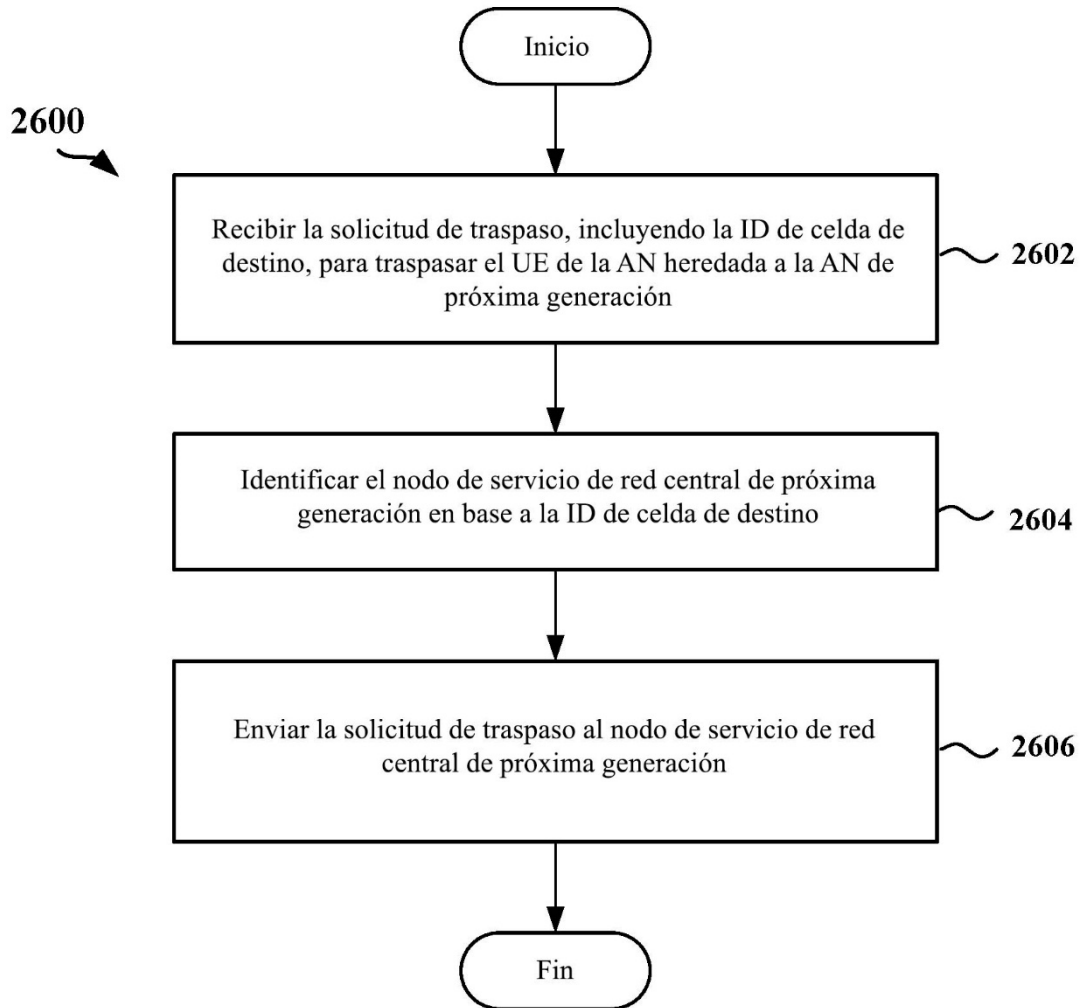 Inicio
2600
Recibir la solicitud de traspaso, incluyendo la ID de celda de
destino, para traspasar el UE de la AN heredada a la AN de
próxima generación
2602
Identificar el nodo de servicio de red central de próxima
generación en base a la ID de celda de destino
2604
Enviar la solicitud de traspaso al nodo de servicio de red
central de próxima generación
2606
Fin